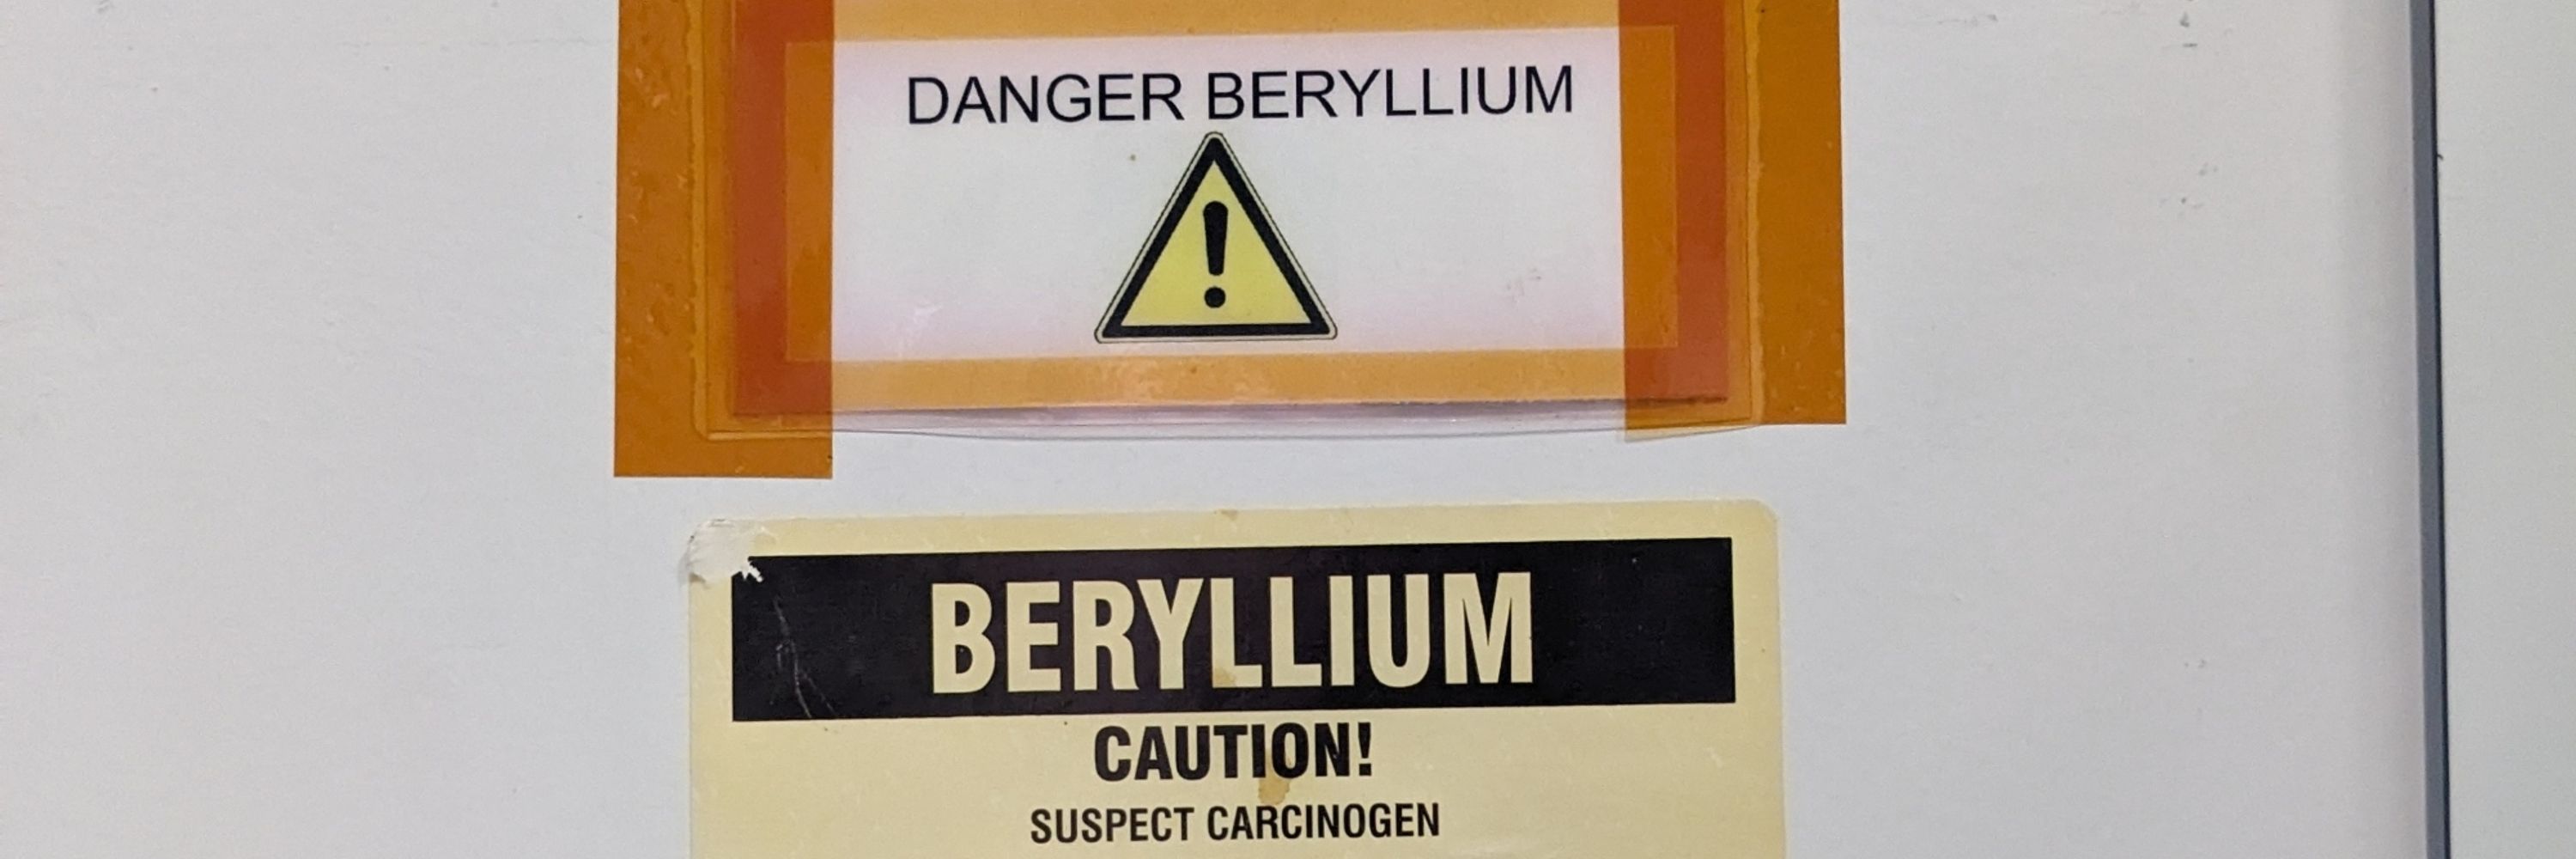 DANGER BERYLLIUM
!
BERYLLIUM
CAUTION!
SUSPECT CARCINOGEN